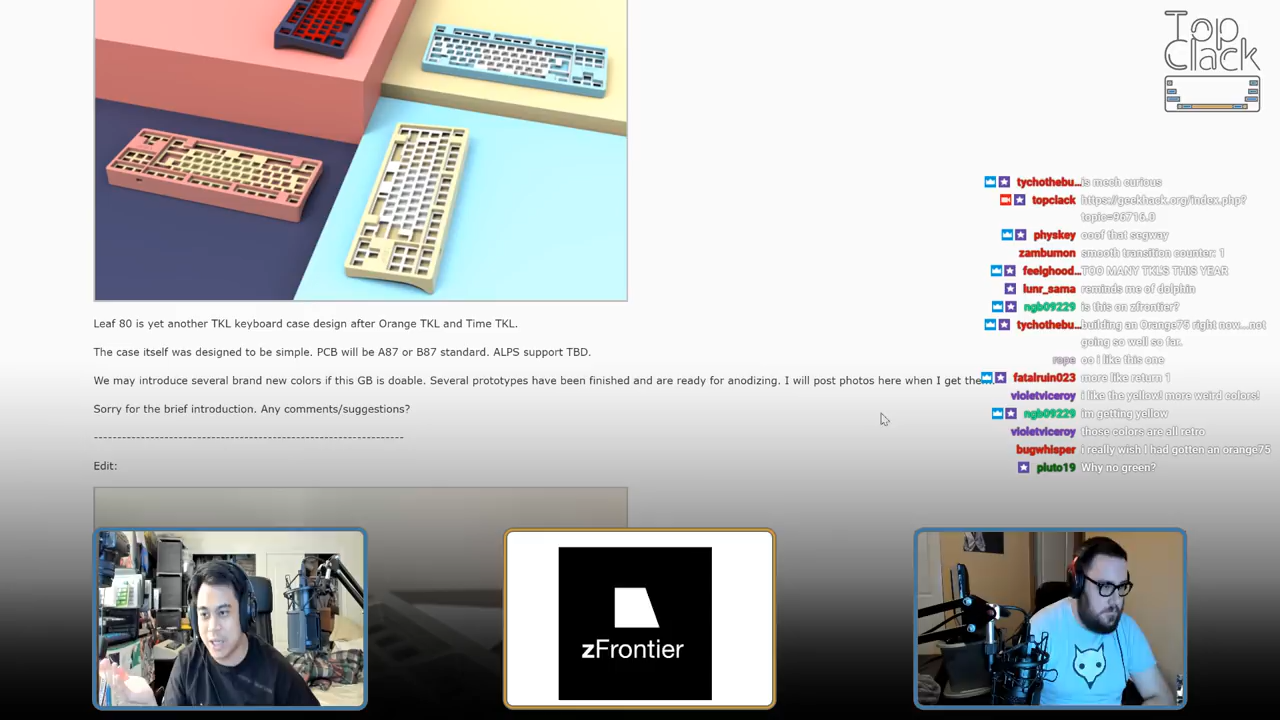 Top
Clack
tychothebu... is mech curious
topclack https://geekhack.org/index.php?
topic=96716.0
physkey ooof that segway
zambumon smooth transition counter: 1
feelghood... TOO MANY TKL'S THIS YEAR
lunr_sama reminds me of dolphin
ngb09229 is this on zfrontier?
tychothebu... building an Orange75 right now...not
going so well so far.
rope oo i like this one
fatalruin023 more like return 1
violetviceroy i like the yellow! more weird colors!
ngb09229 im getting yellow
violetviceroy those colors are all retro
bugwhisper i really wish I had gotten an orange75
pluto19 Why no green?
Leaf 80 is yet another TKL keyboard case design after Orange TKL and Time TKL.
The case itself was designed to be simple. PCB will be A87 or B87 standard. ALPS support TBD.
We may introduce several brand new colors if this GB is doable. Several prototypes have been finished and are ready for anodizing. I will post photos here when I get them.
Sorry for the brief introduction. Any comments/suggestions?
------------------------------------------------------------------
Edit:
zFrontier